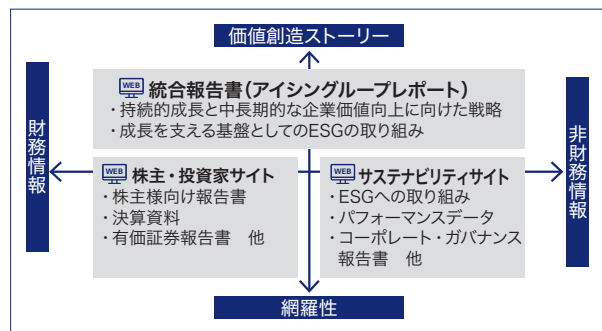 価値創造ストーリー
財務情報
WEB 統合報告書(アイシングループレポート)
・持続的成長と中長期的な企業価値向上に向けた戦略
・成長を支える基盤としてのESGの取り組み
非財務情報
WEB 株主・投資家サイト
・株主様向け報告書
・決算資料
・有価証券報告書　他
WEB サステナビリティサイト
・ESGへの取り組み
・パフォーマンスデータ
・コーポレート・ガバナンス
報告書　他
網羅性